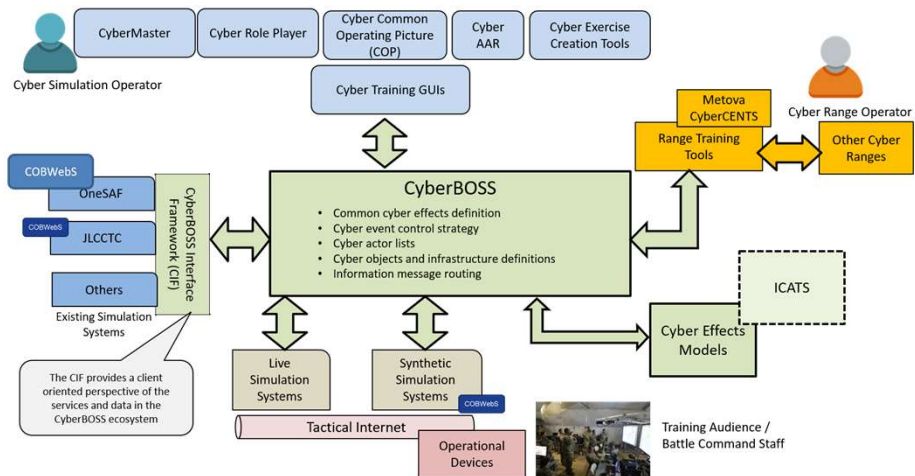 CyberMaster
Cyber Role Player
Cyber Common
Operating Picture
(COP)
Cyber
AAR
Cyber Exercise
Creation Tools
Cyber Simulation Operator
Cyber Training GUIs
Metova
CyberCENTS
Cyber Range Operator
Range Training
Tools
Other Cyber
Ranges
COBWebS
OneSAF
COBWebS
JLCCTC
Others
Existing Simulation
Systems
CyberBOSS Interface
Framework (CIF)
CyberBOSS
• Common cyber effects definition
• Cyber event control strategy
• Cyber actor lists
• Cyber objects and infrastructure definitions
• Information message routing
ICATS
Cyber Effects
Models
The CIF provides a client
oriented perspective of the
services and data in the
CyberBOSS ecosystem
Live
Simulation
Systems
Synthetic
Simulation
Systems
COBWebS
Tactical Internet
Operational
Devices
Training Audience /
Battle Command Staff